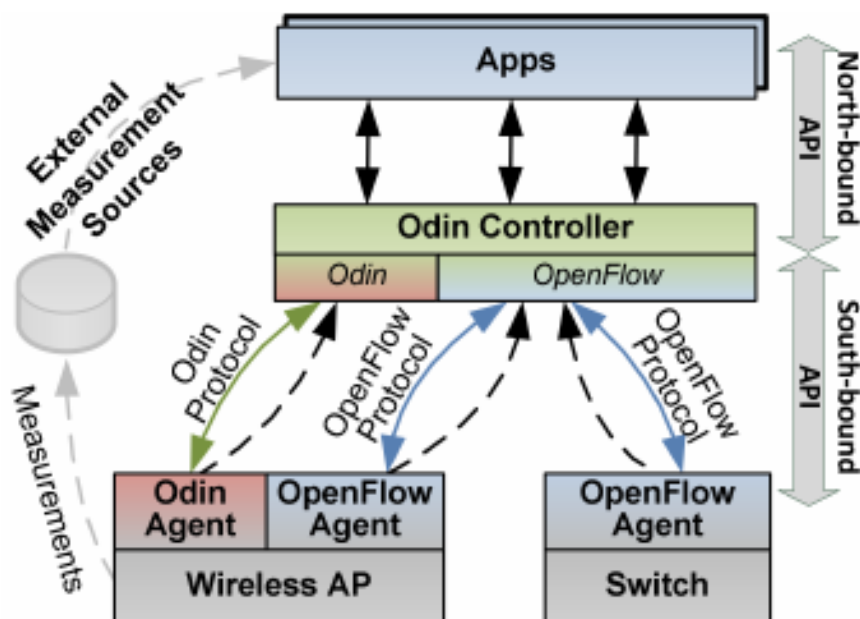 Apps
North-bound
API
External
Measurement
Sources
Odin Controller
Odin
OpenFlow
South-bound
API
Odin
Protocol
OpenFlow
Protocol
OpenFlow
Protocol
Measurements
Odin
Agent
OpenFlow
Agent
OpenFlow
Agent
Wireless AP
Switch